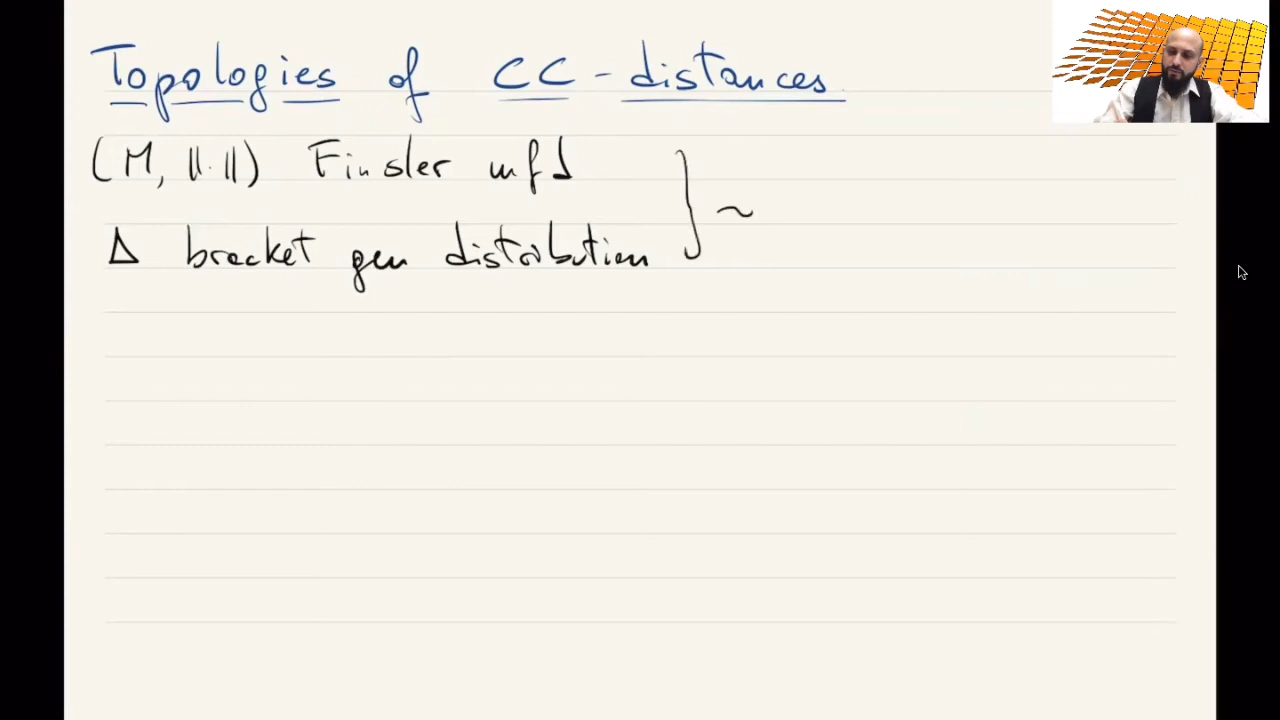 Topologies of CC-distances.
(M, ||·||) Finsler mfd
Δ bracket gen distribution } ~